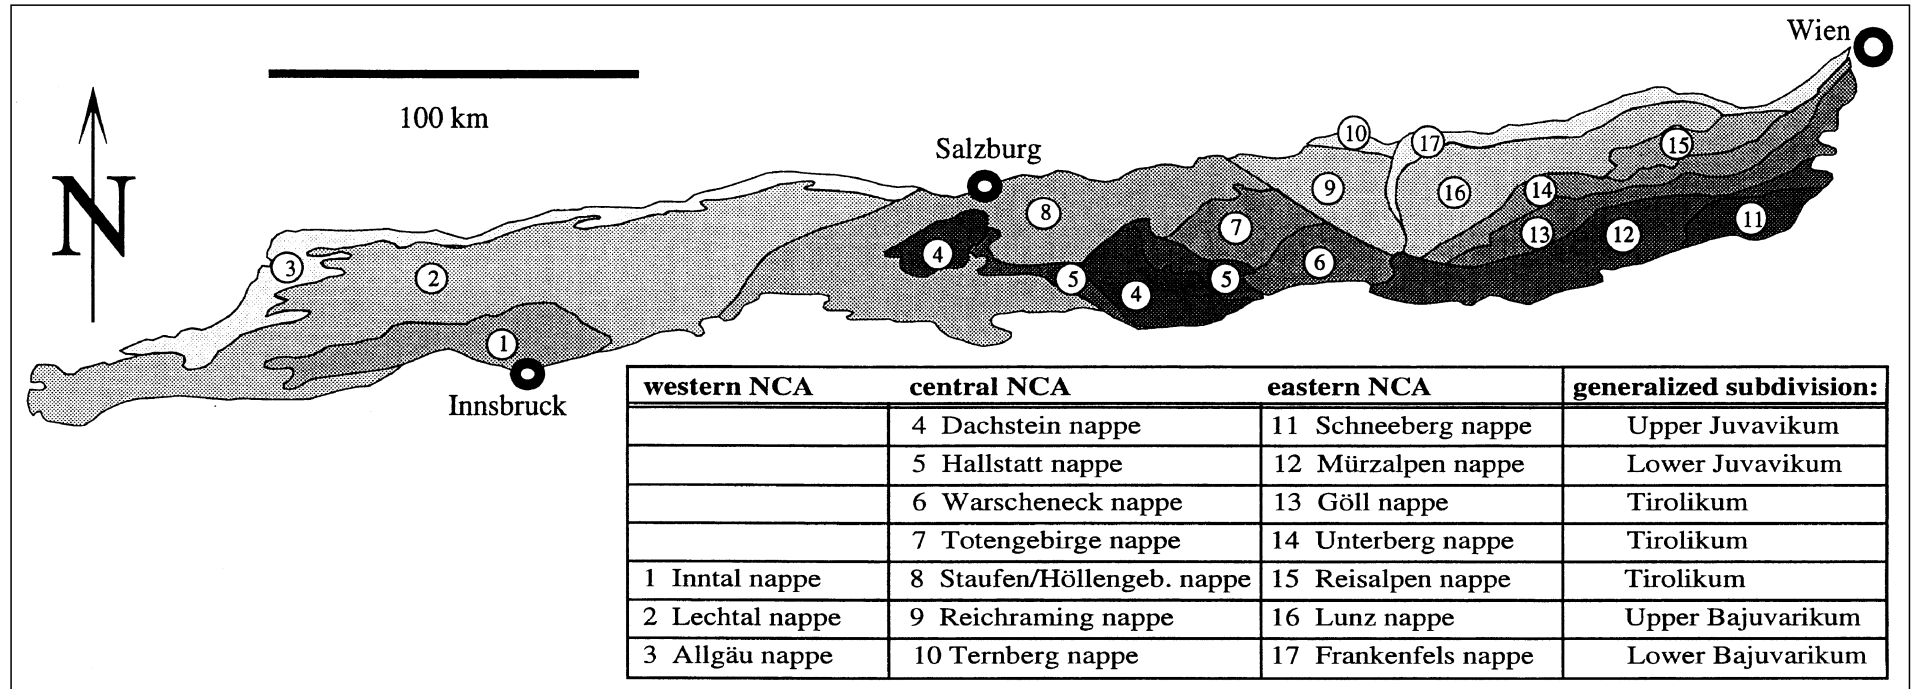 Wien
100 km
Salzburg
N
10
17
15
9
16
14
8
7
13
12
11
3
2
4
5
4
5
6
1
Innsbruck
western NCA central NCA eastern NCA generalized subdivision:
4 Dachstein nappe 11 Schneeberg nappe Upper Juvavikum
5 Hallstatt nappe 12 Mürzalpen nappe Lower Juvavikum
6 Warscheneck nappe 13 Göll nappe Tirolikum
7 Totengebirge nappe 14 Unterberg nappe Tirolikum
1 Inntal nappe 8 Staufen/Höllengeb. nappe 15 Reisalpen nappe Tirolikum
2 Lechtal nappe 9 Reichraming nappe 16 Lunz nappe Upper Bajuvarikum
3 Allgäu nappe 10 Ternberg nappe 17 Frankenfels nappe Lower Bajuvarikum